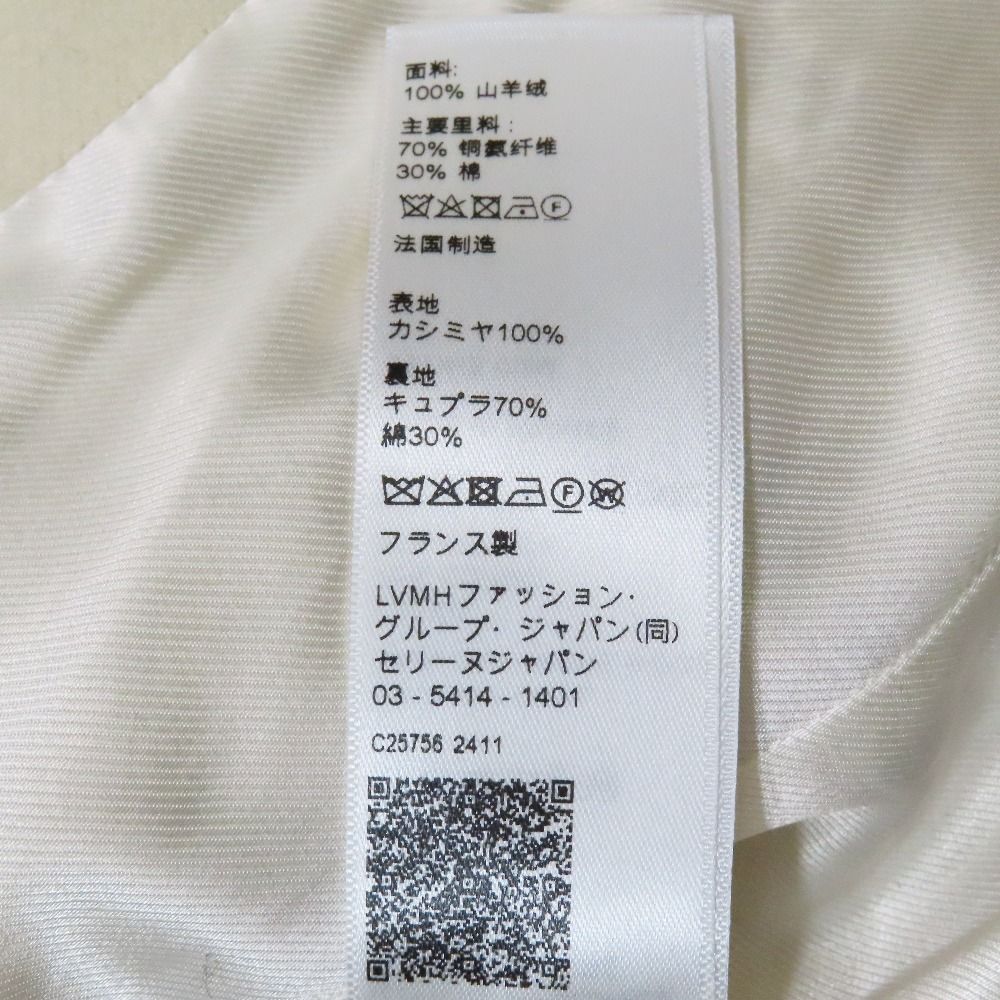 面料:
100% 山羊绒
主要里料:
70% 铜氨纤维
30% 棉
F
法国制造
表地
カシミヤ100%
裏地
キュプラ70%
綿30%
F W
フランス製
LVMHファッション·
グループ· ジャパン(同)
セリーヌジャパン
03 - 5414 - 1401
C25756 2411